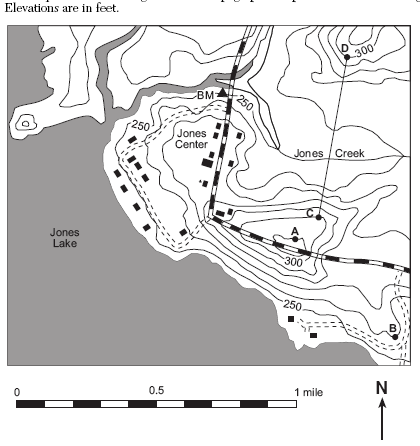 Elevations are in feet.
D
300
BM
250
250
Jones
Center
Jones Creek
C
A
Jones
Lake
300
250
B
0
0.5
1 mile
N